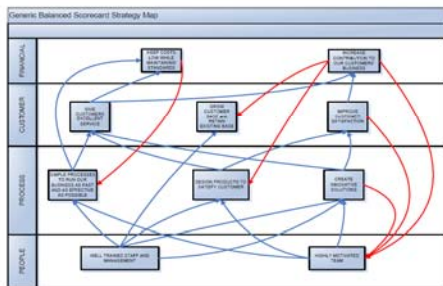 Generic Balanced Scorecard Strategy Map
FINANCIAL
KEEP COSTS
LOW WHILE
MAINTAINING
STANDARDS
INCREASE
CONTRIBUTION TO
OUR CUSTOMERS'
BUSINESS
CUSTOMER
GIVE
CUSTOMERS
EXCELLENT
SERVICE
GROW
CUSTOMER
BASE and
RETAIN
EXISTING BASE
IMPROVE
CUSTOMER
SATISFACTION
PROCESS
SIMPLE PROCESSES
TO RUN OUR
BUSINESS AS FAST
AND AS EFFECTIVE
AS POSSIBLE
DESIGN PRODUCTS TO
SATISFY CUSTOMER
CREATE
INNOVATIVE
SOLUTIONS
PEOPLE
WELL TRAINED STAFF AND
MANAGEMENT
HIGHLY MOTIVATED
TEAM